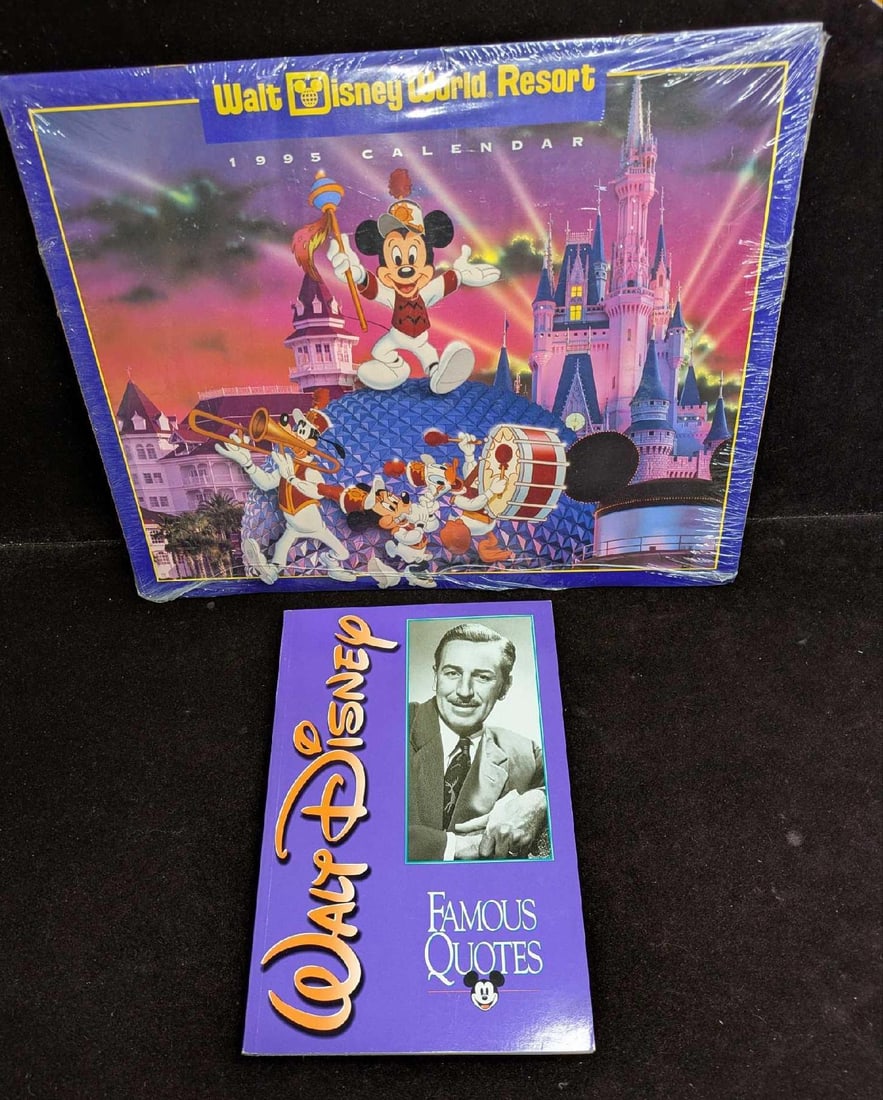 Walt Disney World Resort
1995 CALENDAR
WALT DISNEY
FAMOUS
QUOTES